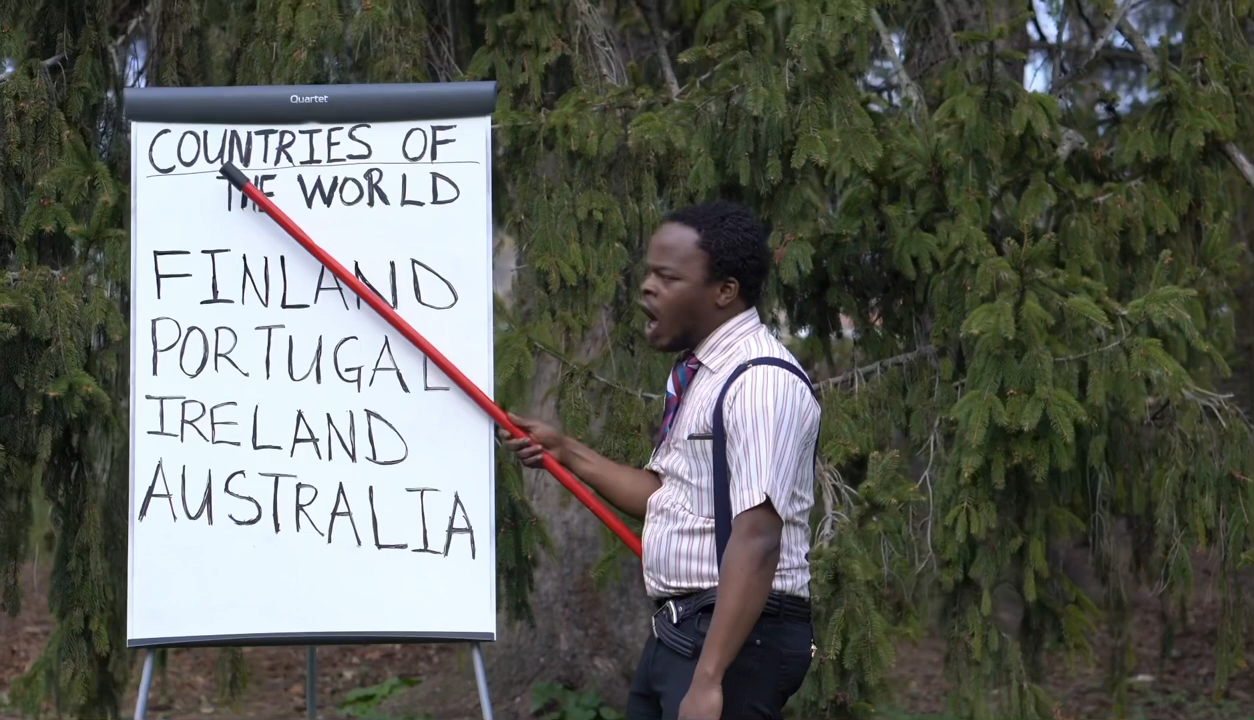 Quartet
COUNTRIES OF
THE WORLD
FINLAND
PORTUGAL
IRELAND
AUSTRALIA